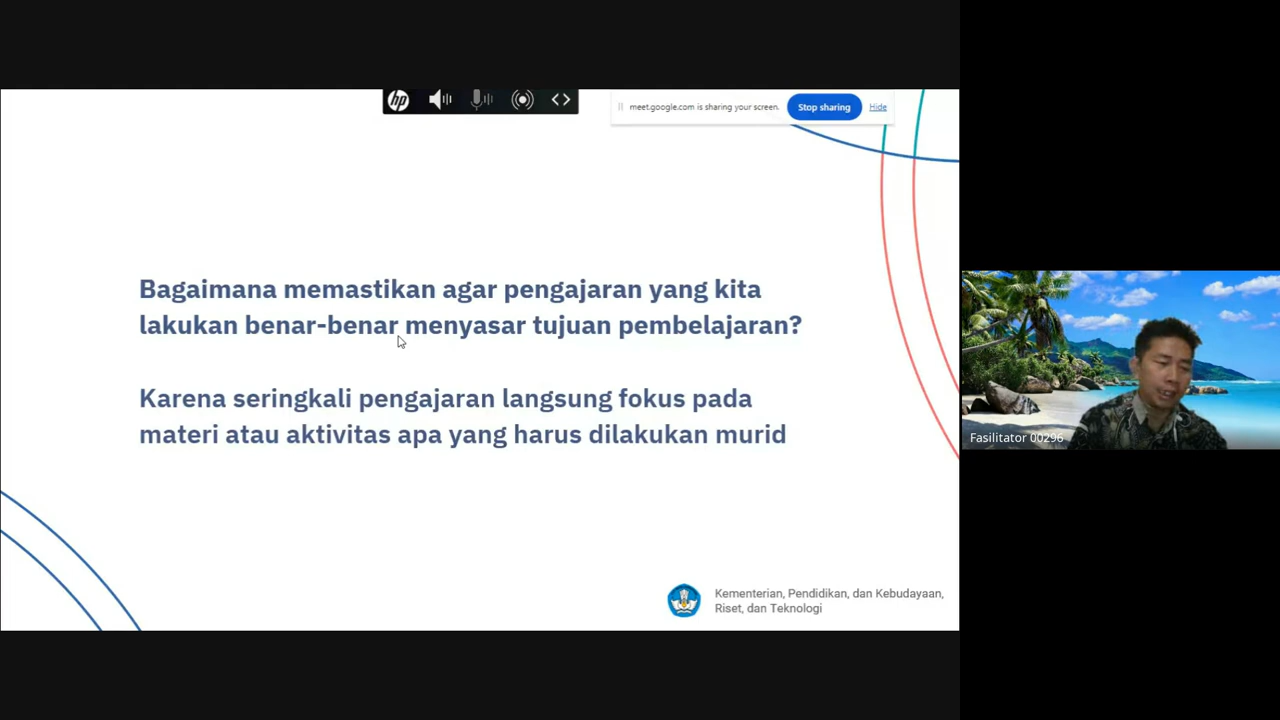 hp
meet.google.com is sharing your screen.
Stop sharing
Hide
Bagaimana memastikan agar pengajaran yang kita
lakukan benar-benar menyasar tujuan pembelajaran?
Karena seringkali pengajaran langsung fokus pada
materi atau aktivitas apa yang harus dilakukan murid
Fasilitator 00296
Kementerian, Pendidikan, dan Kebudayaan,
Riset, dan Teknologi